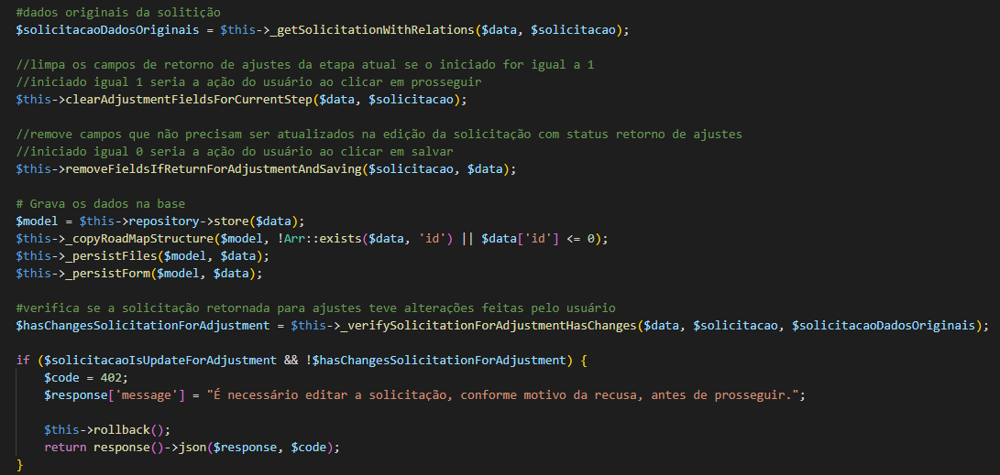 #dados originais da solitição
$solicitacaoDadosOriginais = $this->_getSolicitationWithRelations($data, $solicitacao);
//limpa os campos de retorno de ajustes da etapa atual se o iniciado for igual a 1
//iniciado igual 1 seria a ação do usuário ao clicar em prosseguir
$this->clearAdjustmentFieldsForCurrentStep($data, $solicitacao);
//remove campos que não precisam ser atualizados na edição da solicitação com status retorno de ajustes
//iniciado igual 0 seria a ação do usuário ao clicar em salvar
$this->removeFieldsIfReturnForAdjustmentAndSaving($solicitacao, $data);
# Grava os dados na base
$model = $this->repository->store($data);
$this->_copyRoadMapStructure($model, !Arr::exists($data, 'id') || $data['id'] <= 0);
$this->_persistFiles($model, $data);
$this->_persistForm($model, $data);
#verifica se a solicitação retornada para ajustes teve alterações feitas pelo usuário
$hasChangesSolicitationForAdjustment = $this->_verifySolicitationForAdjustmentHasChanges($data, $solicitacao, $solicitacaoDadosOriginais);
if ($solicitacaoIsUpdateForAdjustment && !$hasChangesSolicitationForAdjustment) {
$code = 402;
$response['message'] = "É necessário editar a solicitação, conforme motivo da recusa, antes de prosseguir.";
$this->rollback();
return response()->json($response, $code);
}